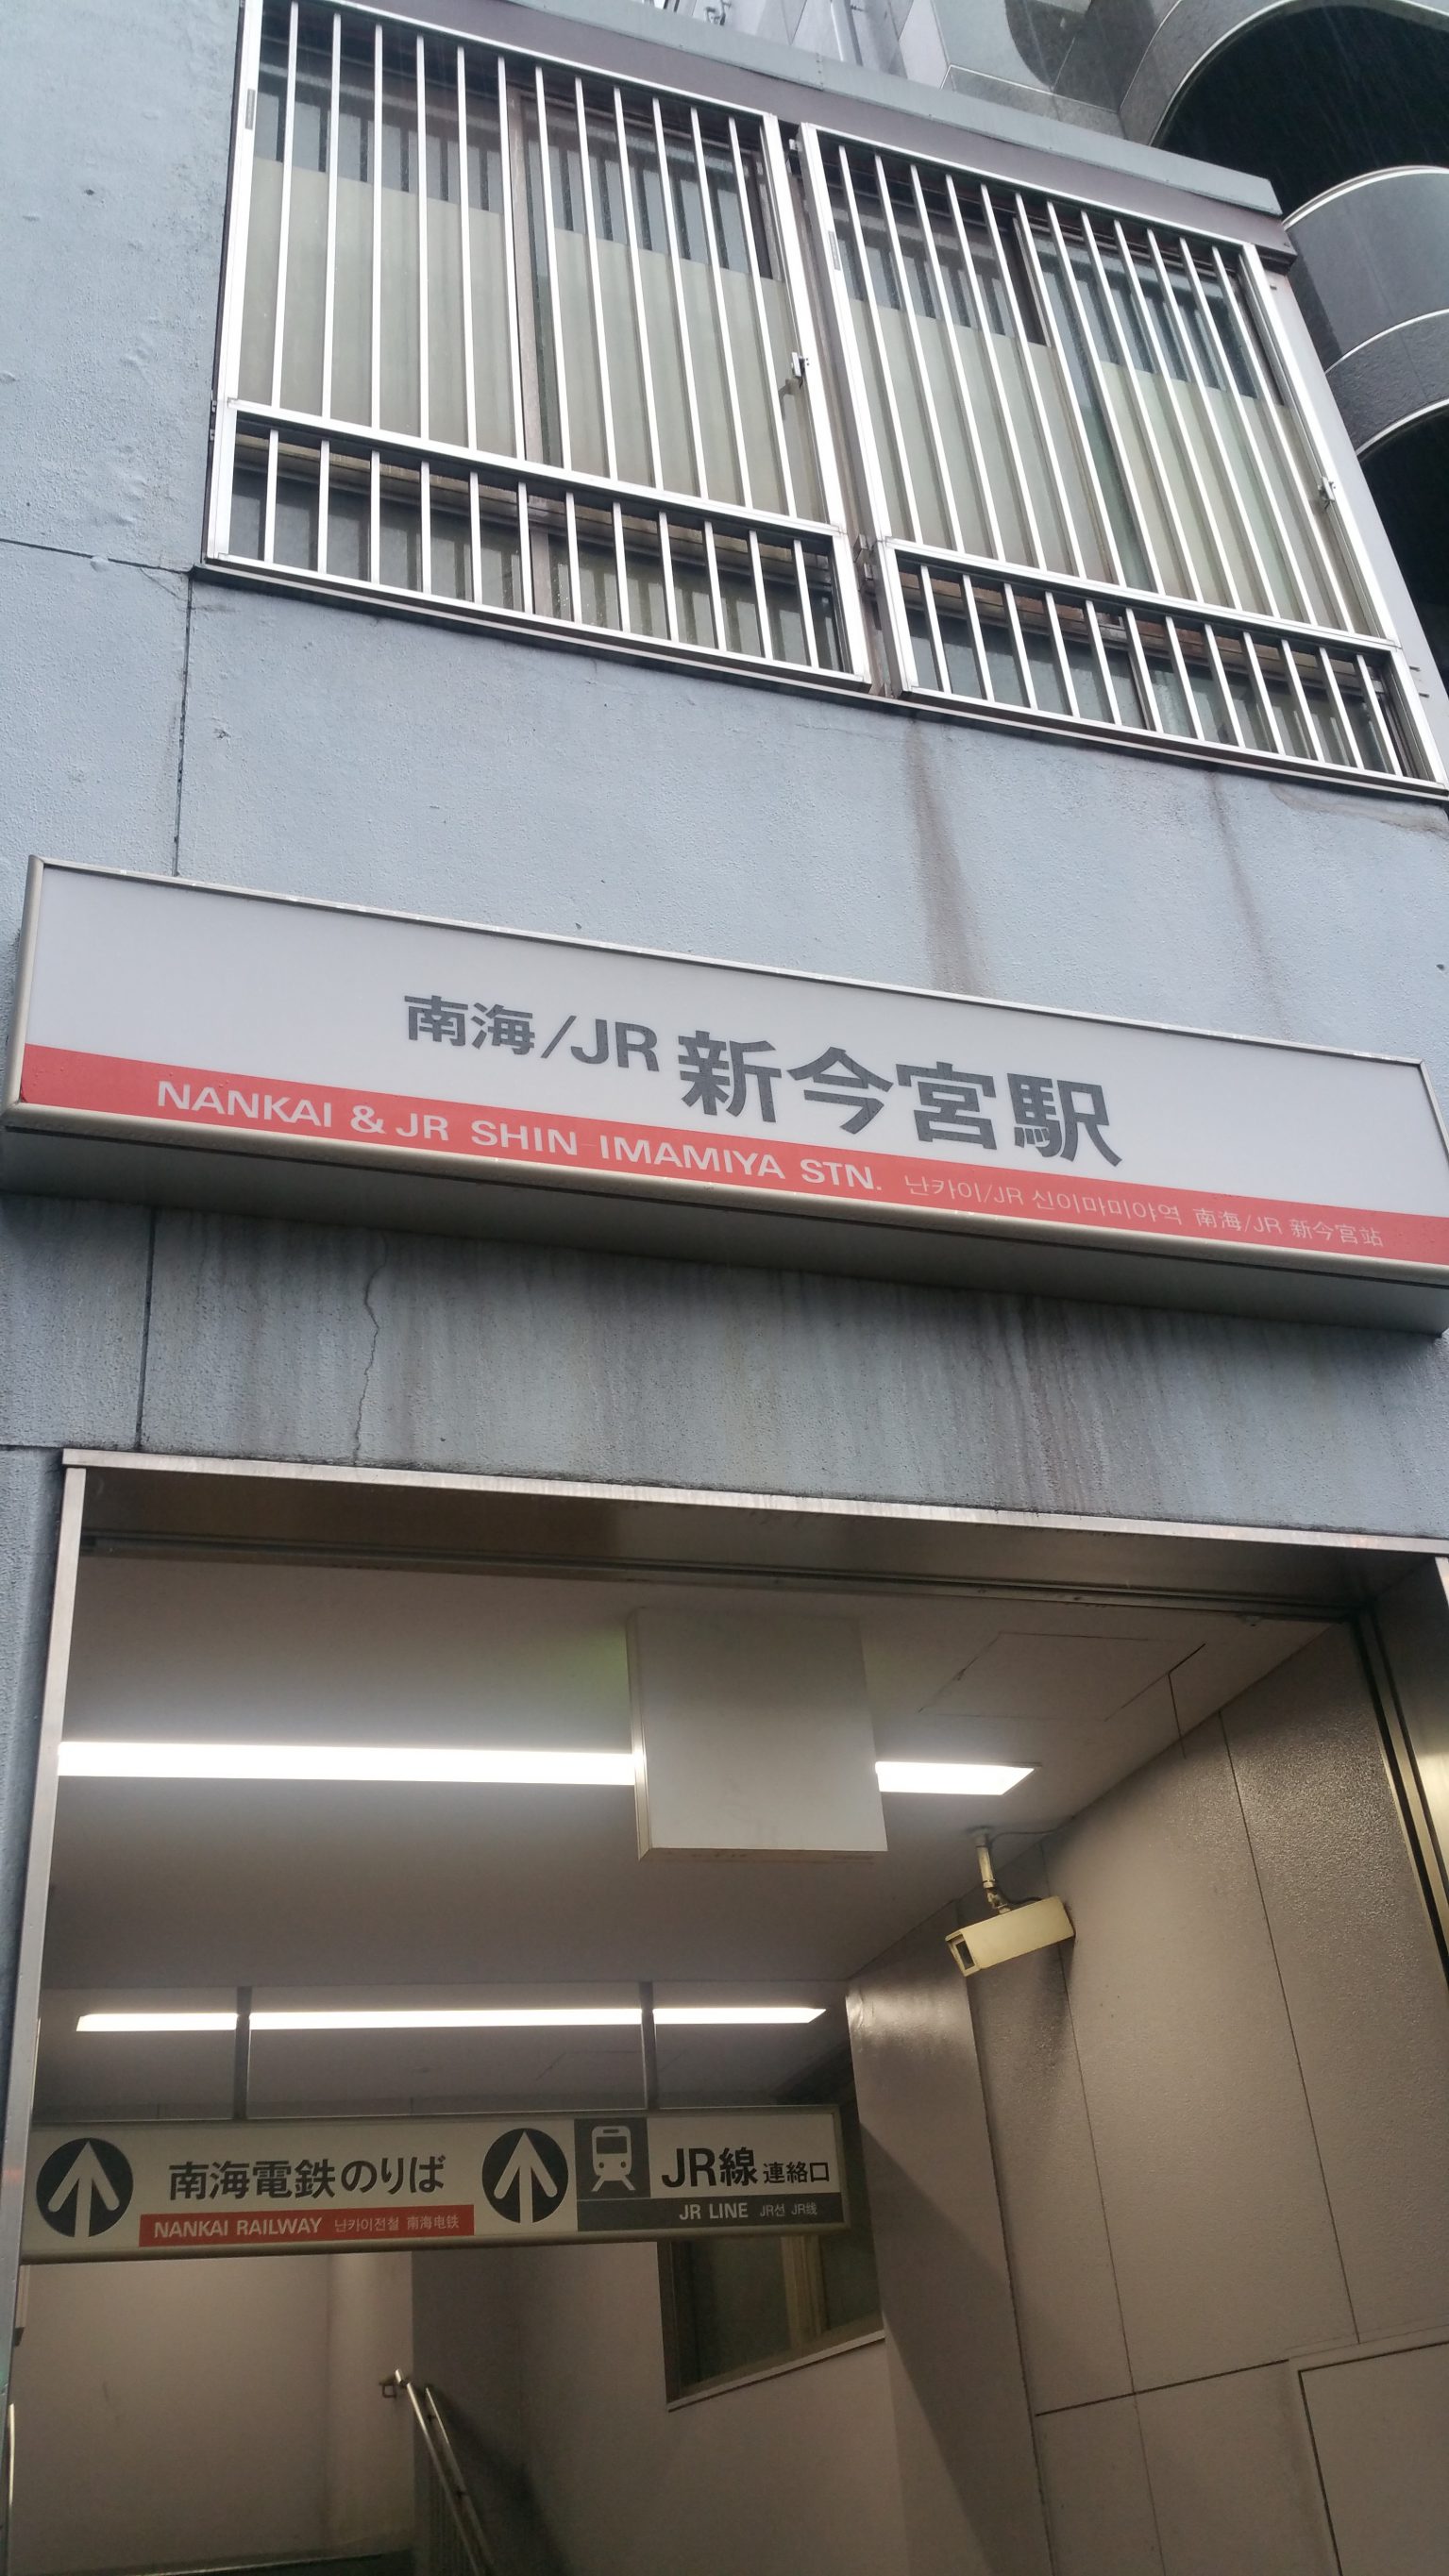 南海/JR 新今宮駅
NANKAI & JR SHIN-IMAMIYA STN. 난카이/JR 신이마미야역 南海/JR 新今宮站
南海電鉄のりば
NANKAI RAILWAY 난카이전철 南海电铁
JR線 連絡口
JR LINE JR선 JR线